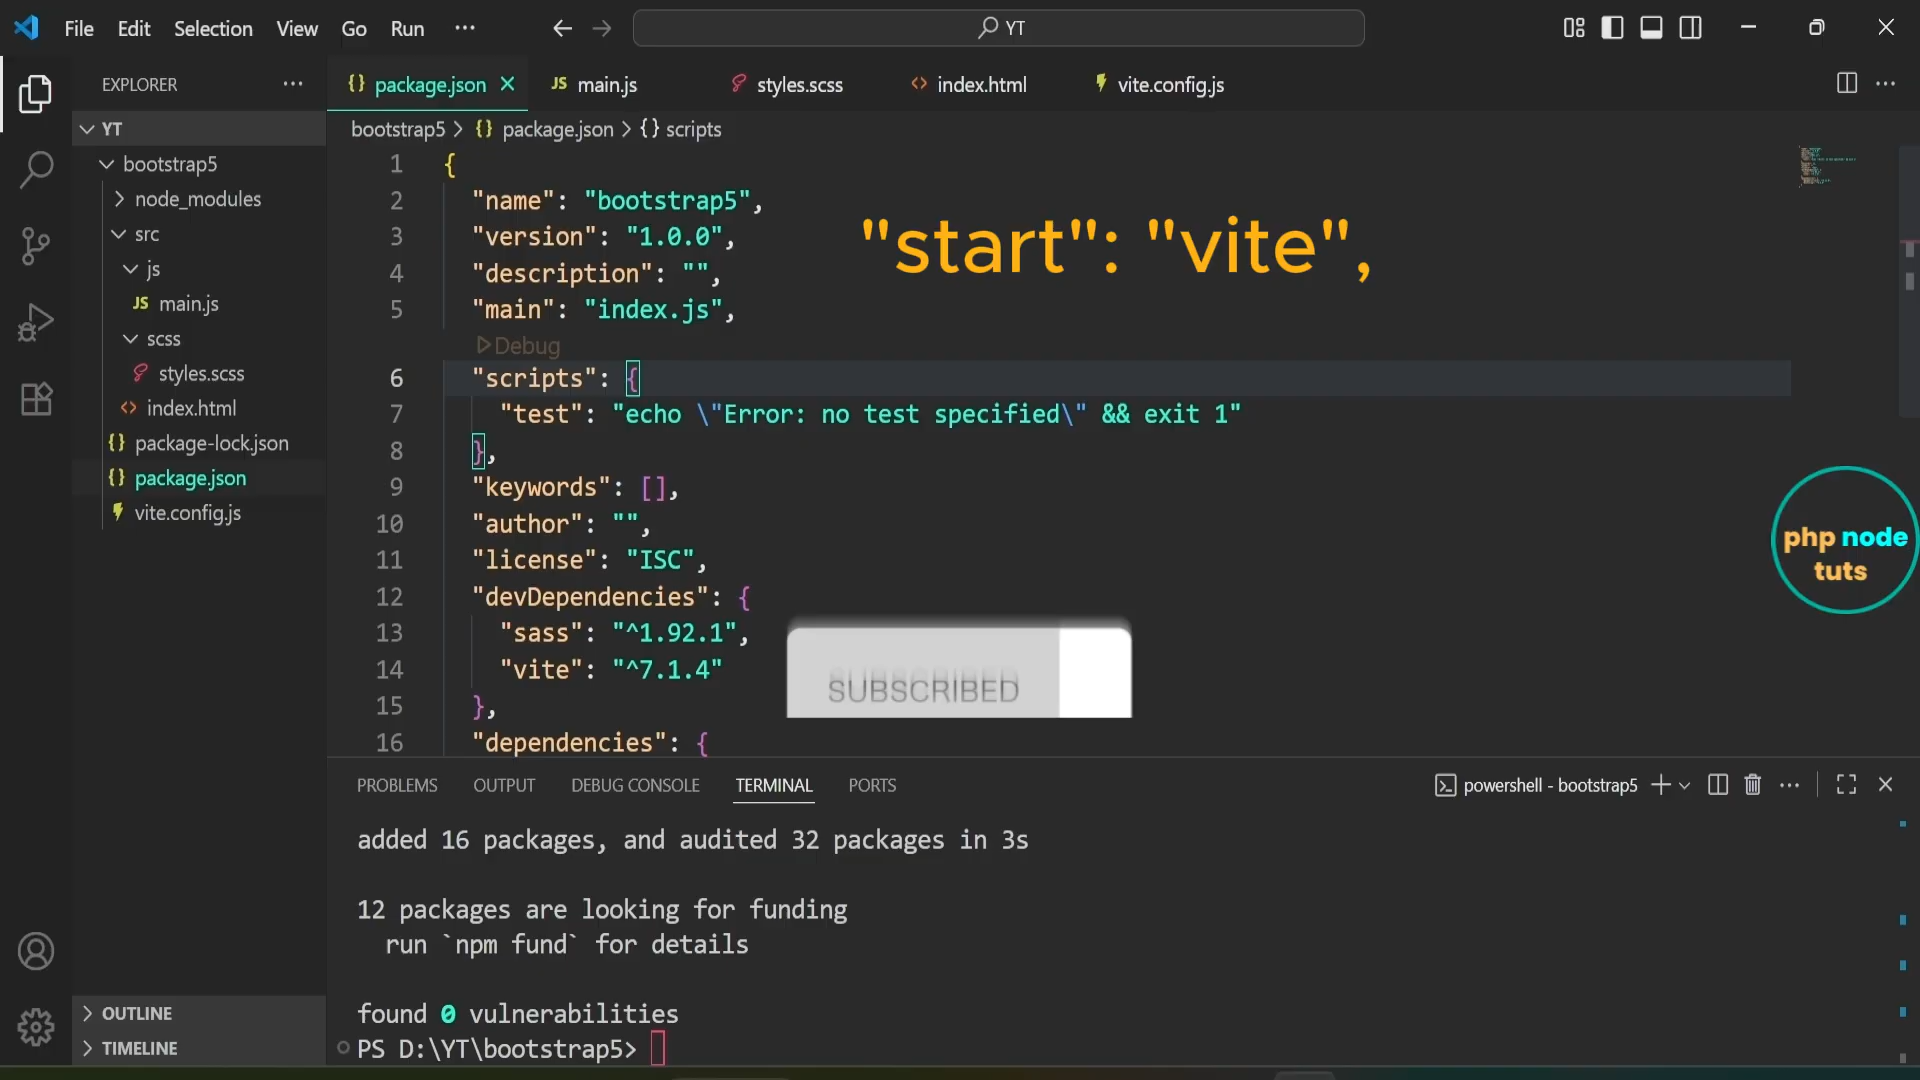 File Edit Selection View Go Run ···
YT
EXPLORER ···
YT
bootstrap5
node_modules
src
js
JS main.js
scss
styles.scss
<> index.html
{} package-lock.json
{} package.json
vite.config.js
OUTLINE
TIMELINE
{} package.json
JS main.js
styles.scss
<> index.html
vite.config.js
bootstrap5 > {} package.json > {} scripts
1 {
2 "name": "bootstrap5",
3 "version": "1.0.0",
4 "description": "",
5 "main": "index.js",
Debug
6 "scripts": {
7 "test": "echo \"Error: no test specified\" && exit 1"
8 },
9 "keywords": [],
10 "author": "",
11 "license": "ISC",
12 "devDependencies": {
13 "sass": "^1.92.1",
14 "vite": "^7.1.4"
15 },
16 "dependencies": {
"start": "vite",
php node
tuts
SUBSCRIBED
PROBLEMS OUTPUT DEBUG CONSOLE TERMINAL PORTS
powershell - bootstrap5
added 16 packages, and audited 32 packages in 3s
12 packages are looking for funding
run `npm fund` for details
found 0 vulnerabilities
PS D:\YT\bootstrap5>